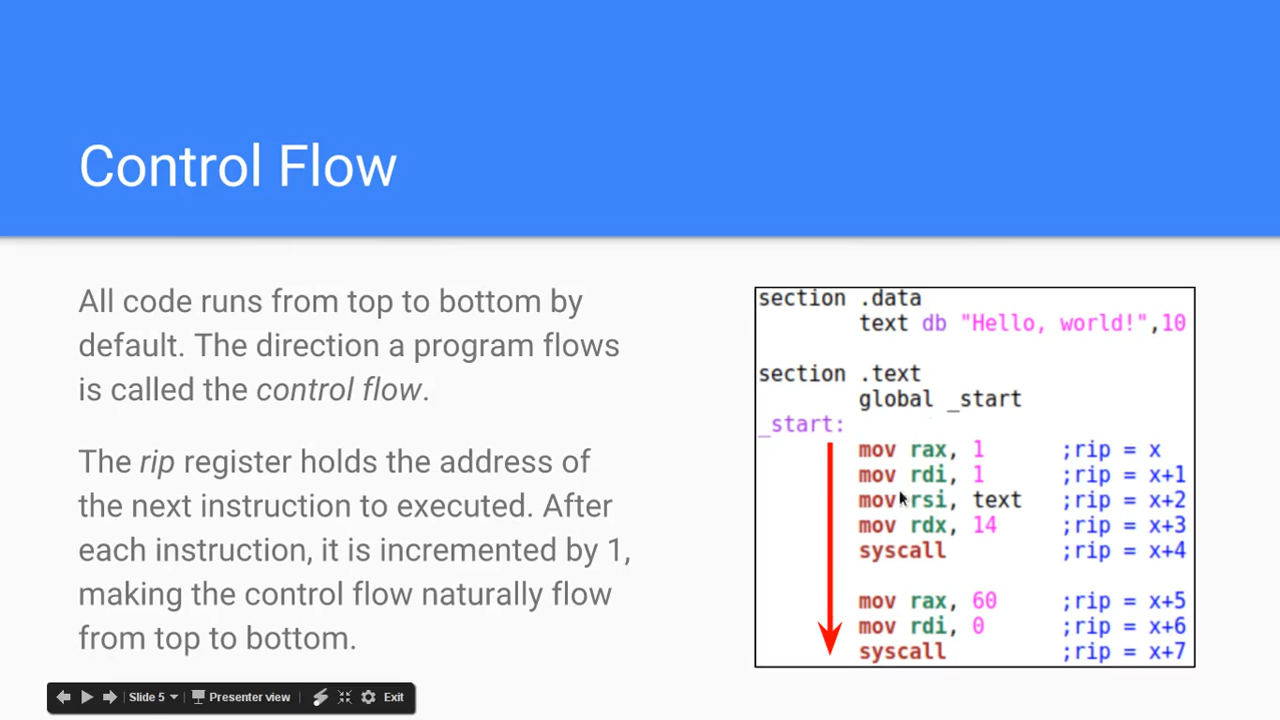 Control Flow
All code runs from top to bottom by
default. The direction a program flows
is called the control flow.
The rip register holds the address of
the next instruction to executed. After
each instruction, it is incremented by 1,
making the control flow naturally flow
from top to bottom.
section .data
text db "Hello, world!",10
section .text
global _start
_start:
mov rax, 1 ;rip = x
mov rdi, 1 ;rip = x+1
mov rsi, text ;rip = x+2
mov rdx, 14 ;rip = x+3
syscall ;rip = x+4
mov rax, 60 ;rip = x+5
mov rdi, 0 ;rip = x+6
syscall ;rip = x+7
Slide 5 Presenter view Exit